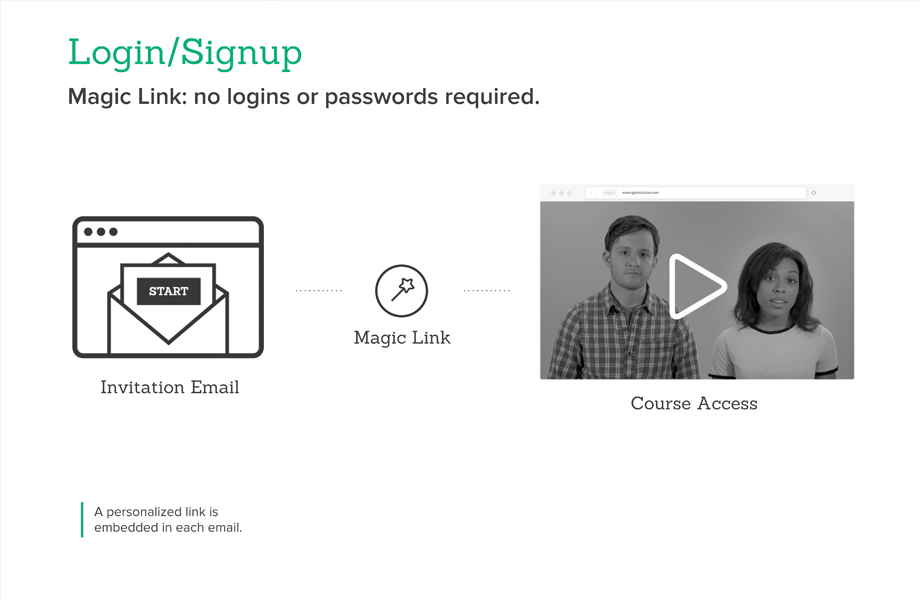 Login/Signup
Magic Link: no logins or passwords required.
START
Invitation Email
Magic Link
Course Access
A personalized link is
embedded in each email.